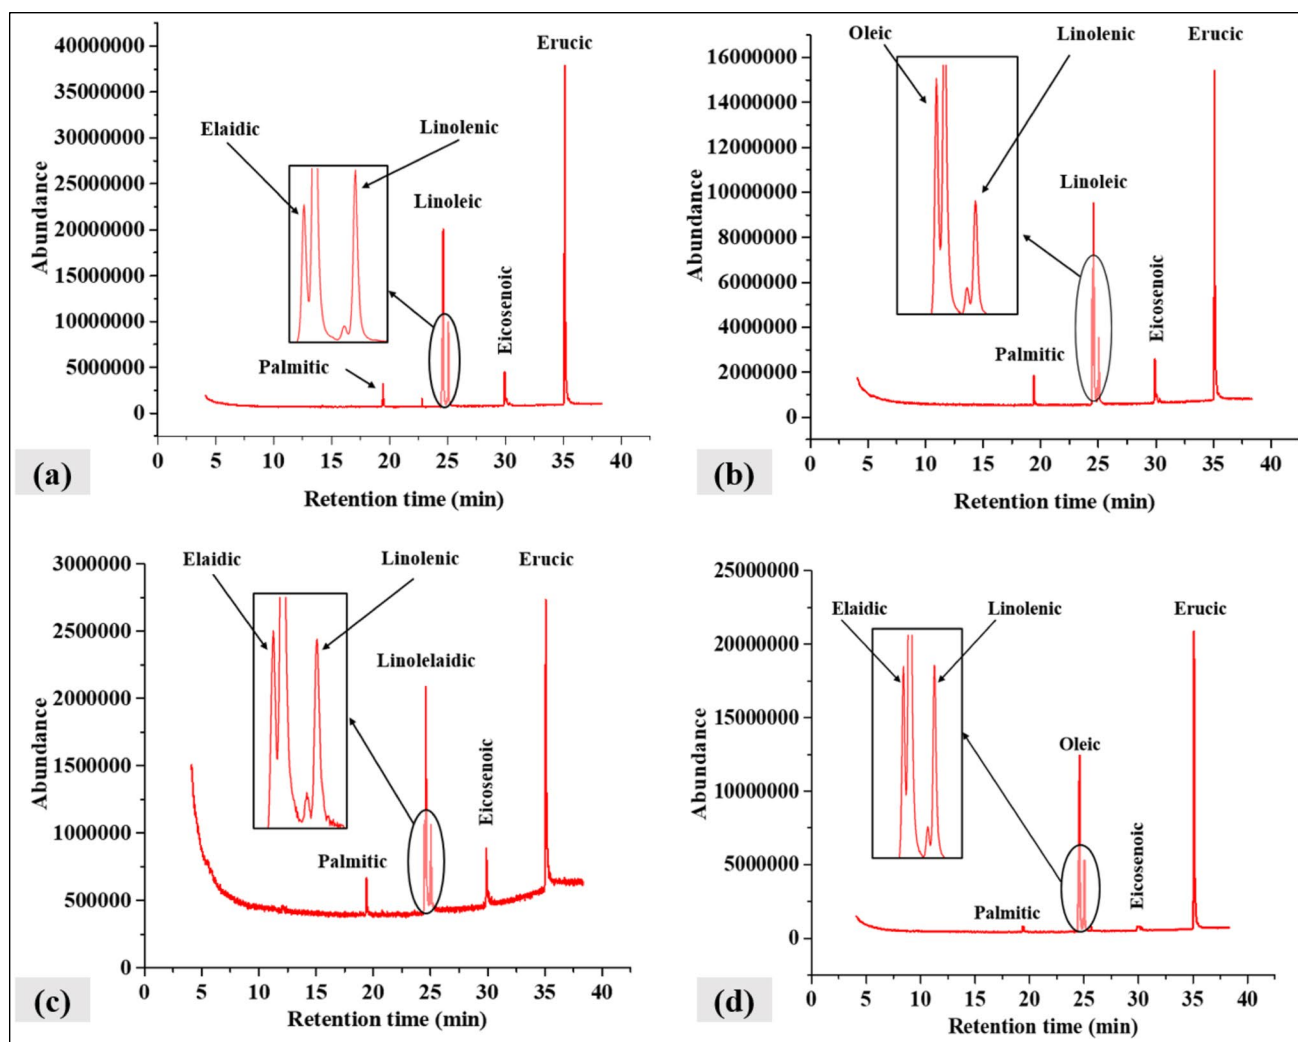 Erucic
Elaidic
Linolenic
Linoleic
Palmitic
Eicosenoic
Abundance
40000000
35000000
30000000
25000000
20000000
15000000
10000000
5000000
0
0 5 10 15 20 25 30 35 40
Retention time (min)
(a)
Oleic
Linolenic
Erucic
Linoleic
Palmitic
Eicosenoic
Abundance
16000000
14000000
12000000
10000000
8000000
6000000
4000000
2000000
0
0 5 10 15 20 25 30 35 40
Retention time (min)
(b)
Elaidic
Linolenic
Erucic
Linolelaidic
Palmitic
Eicosenoic
Abundance
3000000
2500000
2000000
1500000
1000000
500000
0
0 5 10 15 20 25 30 35 40
Retention time (min)
(c)
Elaidic
Linolenic
Erucic
Oleic
Palmitic
Eicosenoic
Abundance
25000000
20000000
15000000
10000000
5000000
0
0 5 10 15 20 25 30 35 40
Retention time (min)
(d)